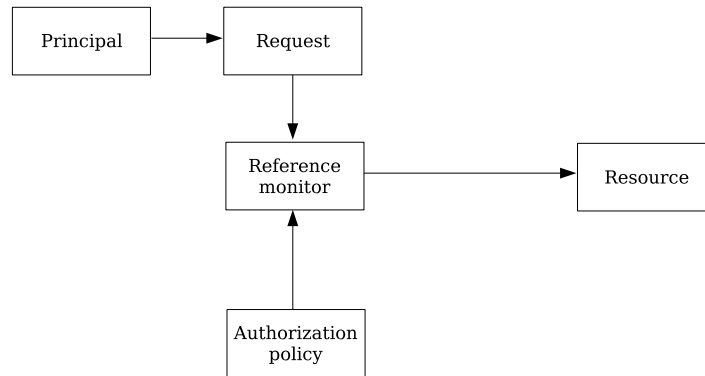 Principal
Request
Reference
monitor
Resource
Authorization
policy